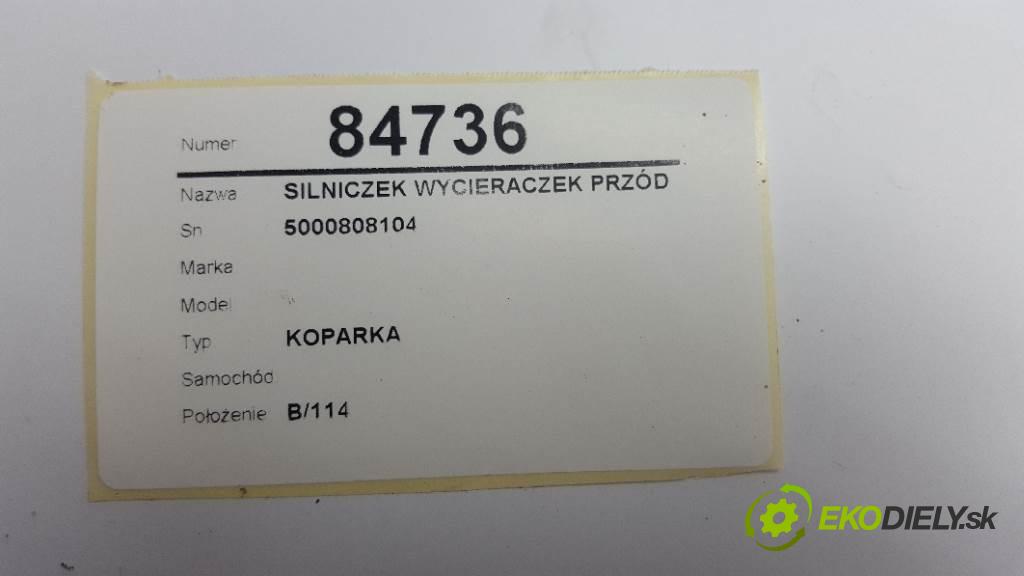 Numer 84736
Nazwa SILNICZEK WYCIERACZEK PRZÓD
Sn 5000808104
Marka
Model
Typ KOPARKA
Samochód
Położenie B/114
EKODIELY.sk